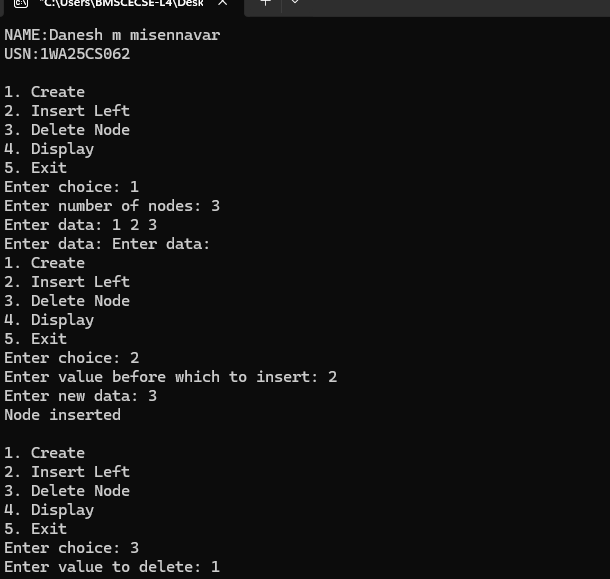 "C:\Users\BMSCECSE-L4\Desk
NAME:Danesh m misennavar
USN:1WA25CS062
1. Create
2. Insert Left
3. Delete Node
4. Display
5. Exit
Enter choice: 1
Enter number of nodes: 3
Enter data: 1 2 3
Enter data: Enter data:
1. Create
2. Insert Left
3. Delete Node
4. Display
5. Exit
Enter choice: 2
Enter value before which to insert: 2
Enter new data: 3
Node inserted
1. Create
2. Insert Left
3. Delete Node
4. Display
5. Exit
Enter choice: 3
Enter value to delete: 1